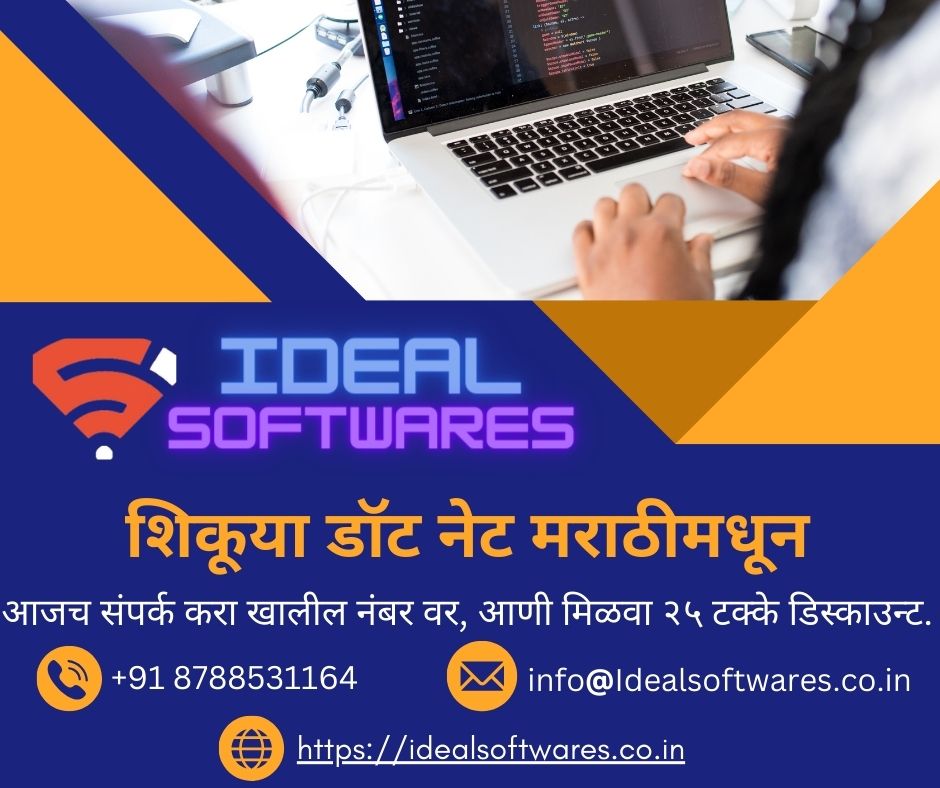 IDEAL
SOFTWARES
शिकूया डॉट नेट मराठीमधून
आजच संपर्क करा खालील नंबर वर, आणी मिळवा २५ टक्के डिस्काउन्ट.
+91 8788531164
info@Idealsoftwares.co.in
https://idealsoftwares.co.in